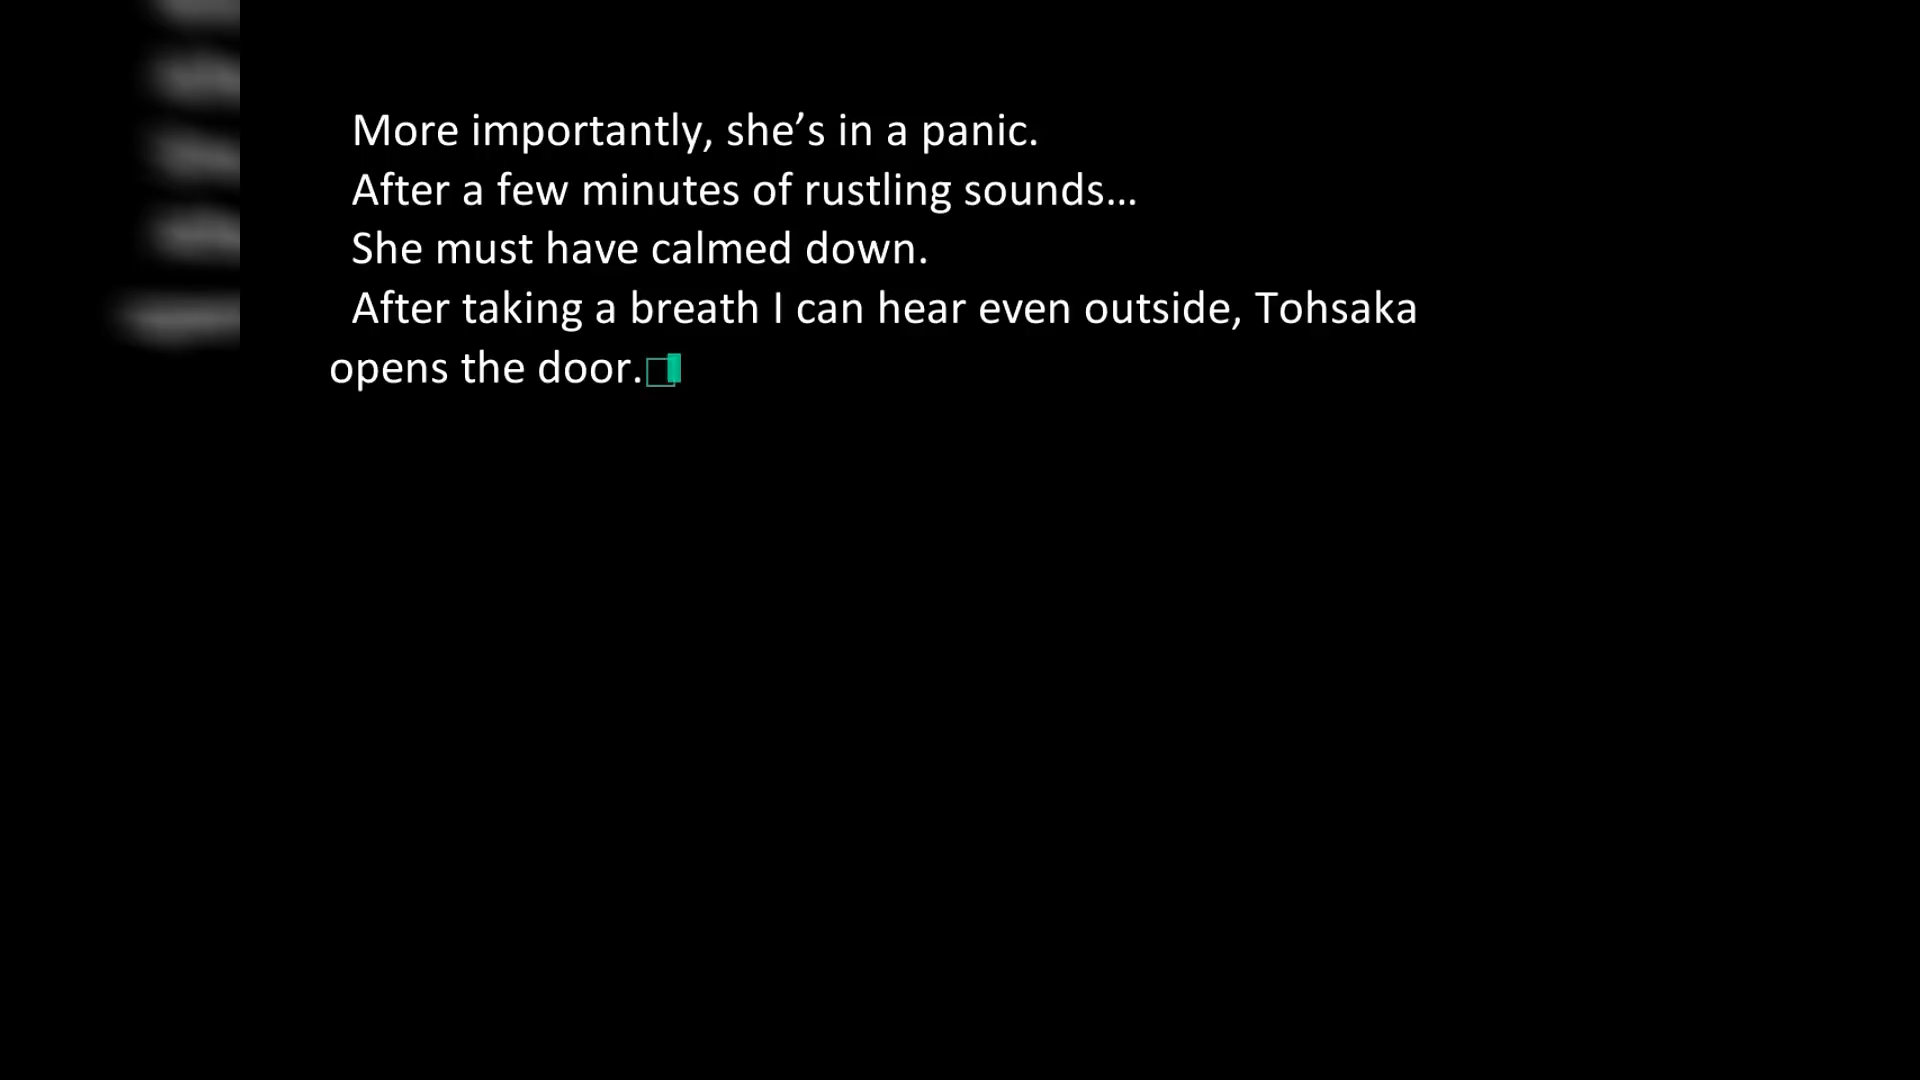 More importantly, she’s in a panic.
After a few minutes of rustling sounds…
She must have calmed down.
After taking a breath I can hear even outside, Tohsaka
opens the door.